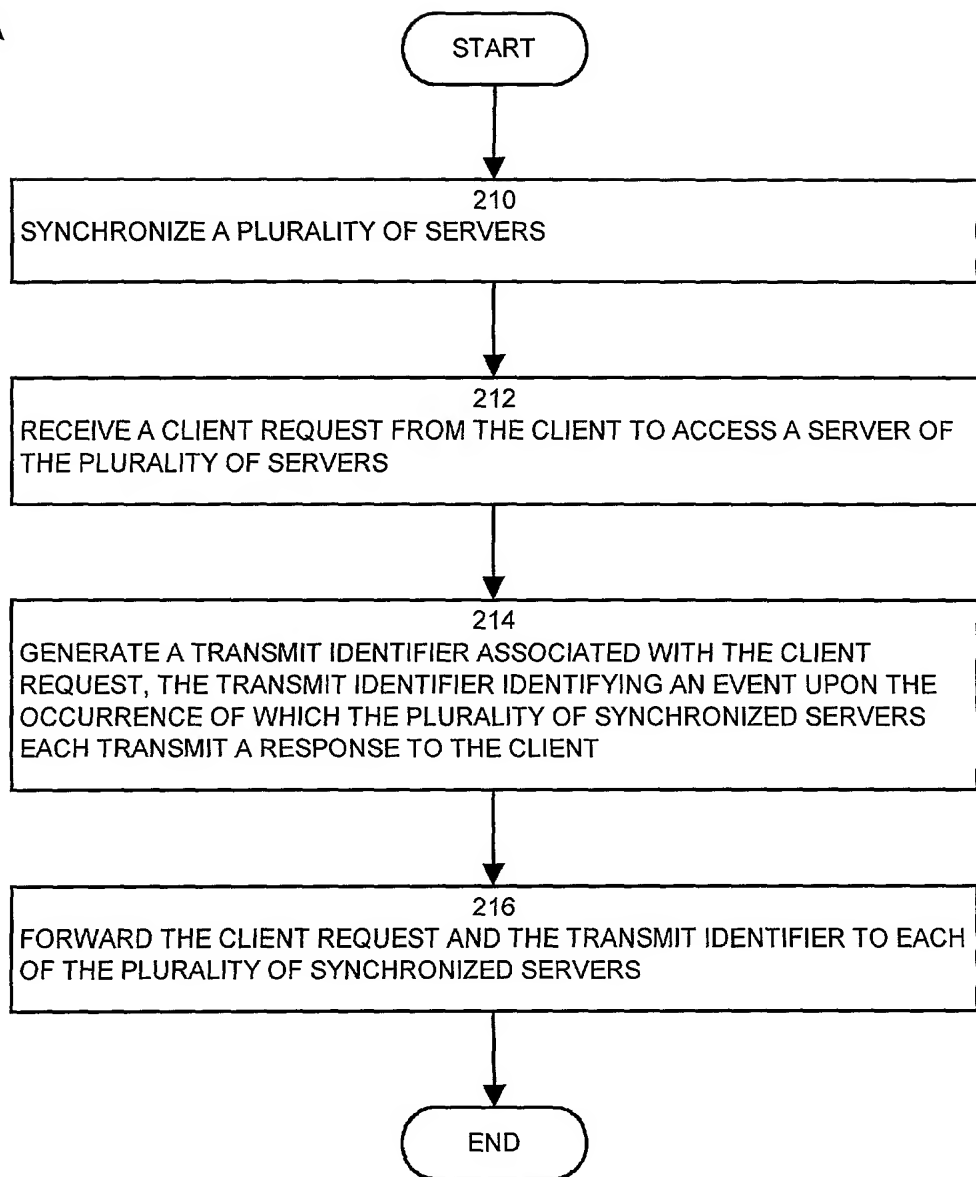 START
210
SYNCHRONIZE A PLURALITY OF SERVERS
212
RECEIVE A CLIENT REQUEST FROM THE CLIENT TO ACCESS A SERVER OF
THE PLURALITY OF SERVERS
214
GENERATE A TRANSMIT IDENTIFIER ASSOCIATED WITH THE CLIENT
REQUEST, THE TRANSMIT IDENTIFIER IDENTIFYING AN EVENT UPON THE
OCCURRENCE OF WHICH THE PLURALITY OF SYNCHRONIZED SERVERS
EACH TRANSMIT A RESPONSE TO THE CLIENT
216
FORWARD THE CLIENT REQUEST AND THE TRANSMIT IDENTIFIER TO EACH
OF THE PLURALITY OF SYNCHRONIZED SERVERS
END